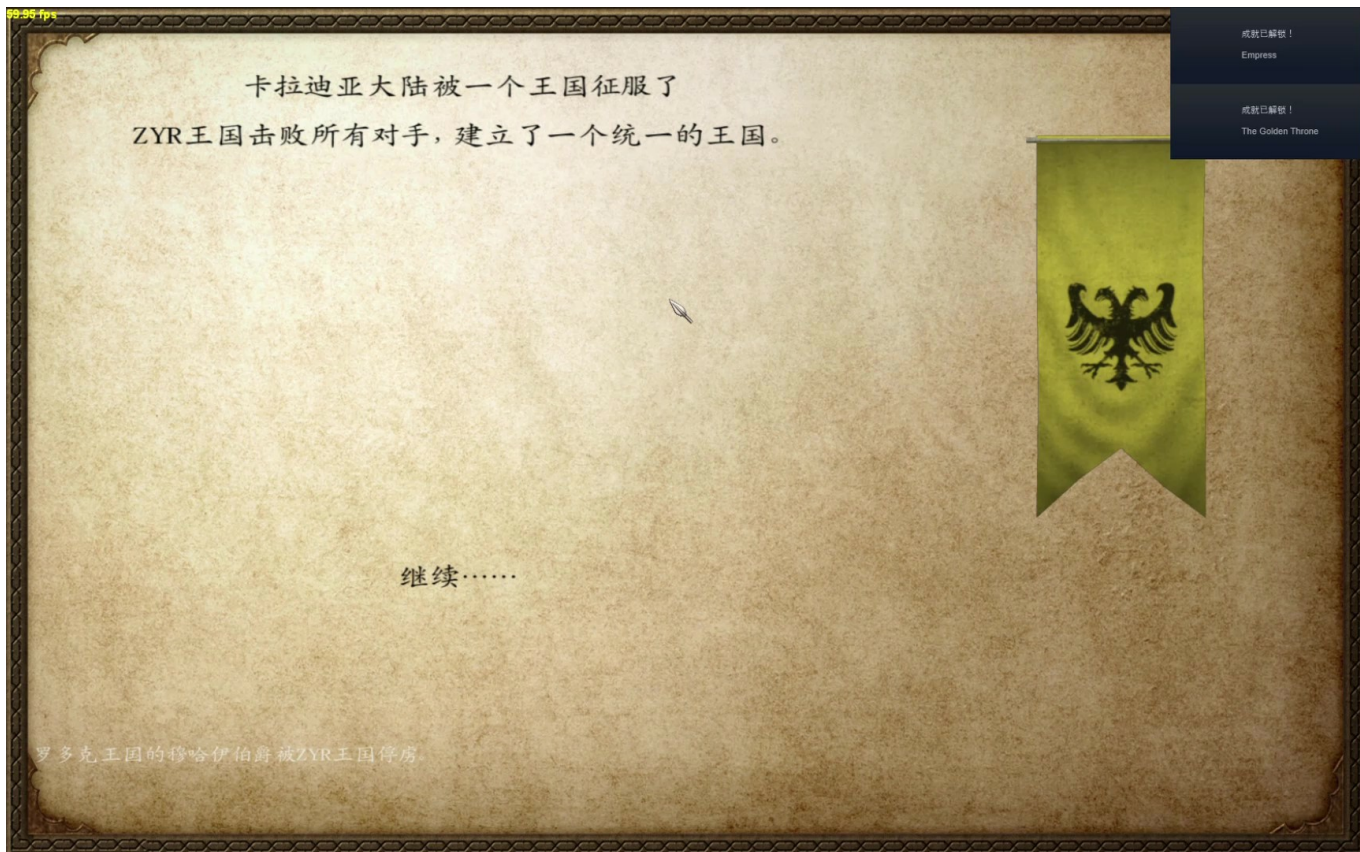 59.95 fps
成就已解锁！
Empress
成就已解锁！
The Golden Throne
卡拉迪亚大陆被一个王国征服了
ZYR王国击败所有对手，建立了一个统一的王国。
继续……
罗多克王国的穆哈伊伯爵被ZYR王国俘虏